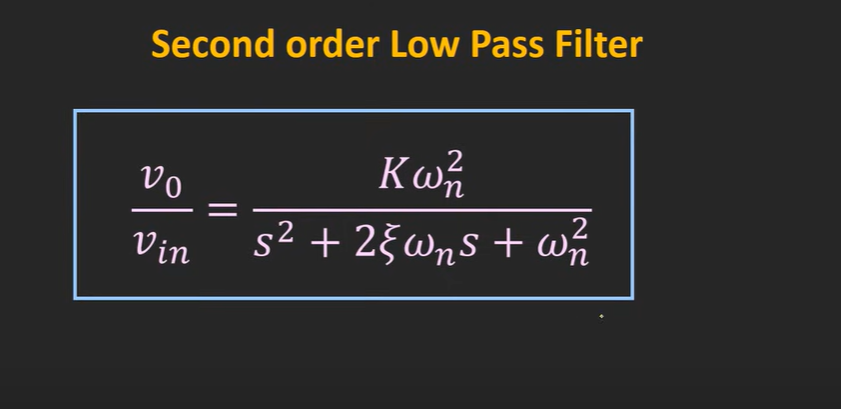 Second order Low Pass Filter
v₀/vᵢₙ = Kωₙ²/(s² + 2ξωₙs + ωₙ²)